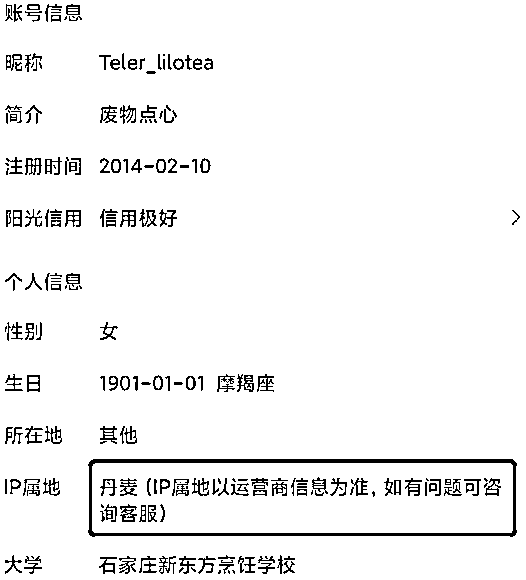 账号信息
昵称 Teler_lilotea
简介 废物点心
注册时间 2014-02-10
阳光信用 信用极好 >
个人信息
性别 女
生日 1901-01-01 摩羯座
所在地 其他
IP属地 丹麦（IP属地以运营商信息为准，如有问题可咨
询客服）
大学 石家庄新东方烹饪学校